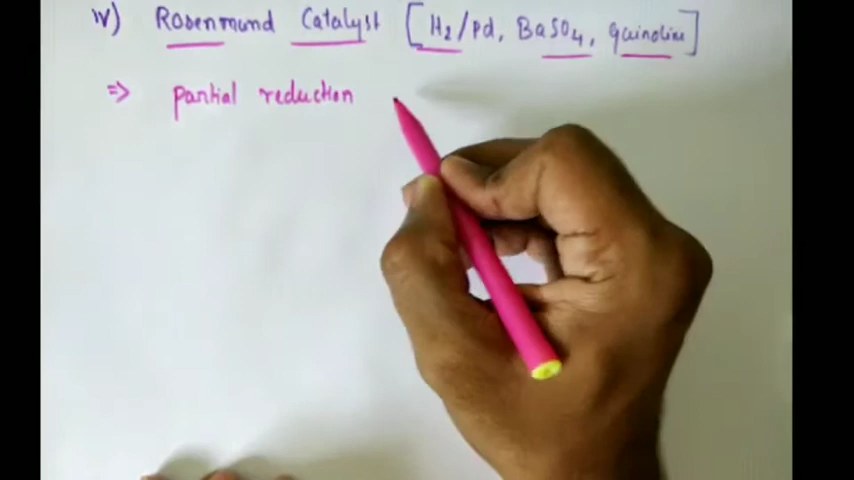 iv) Rosenmund Catalyst [H2/Pd, BaSO4, Quinoline]
⇒ partial reduction